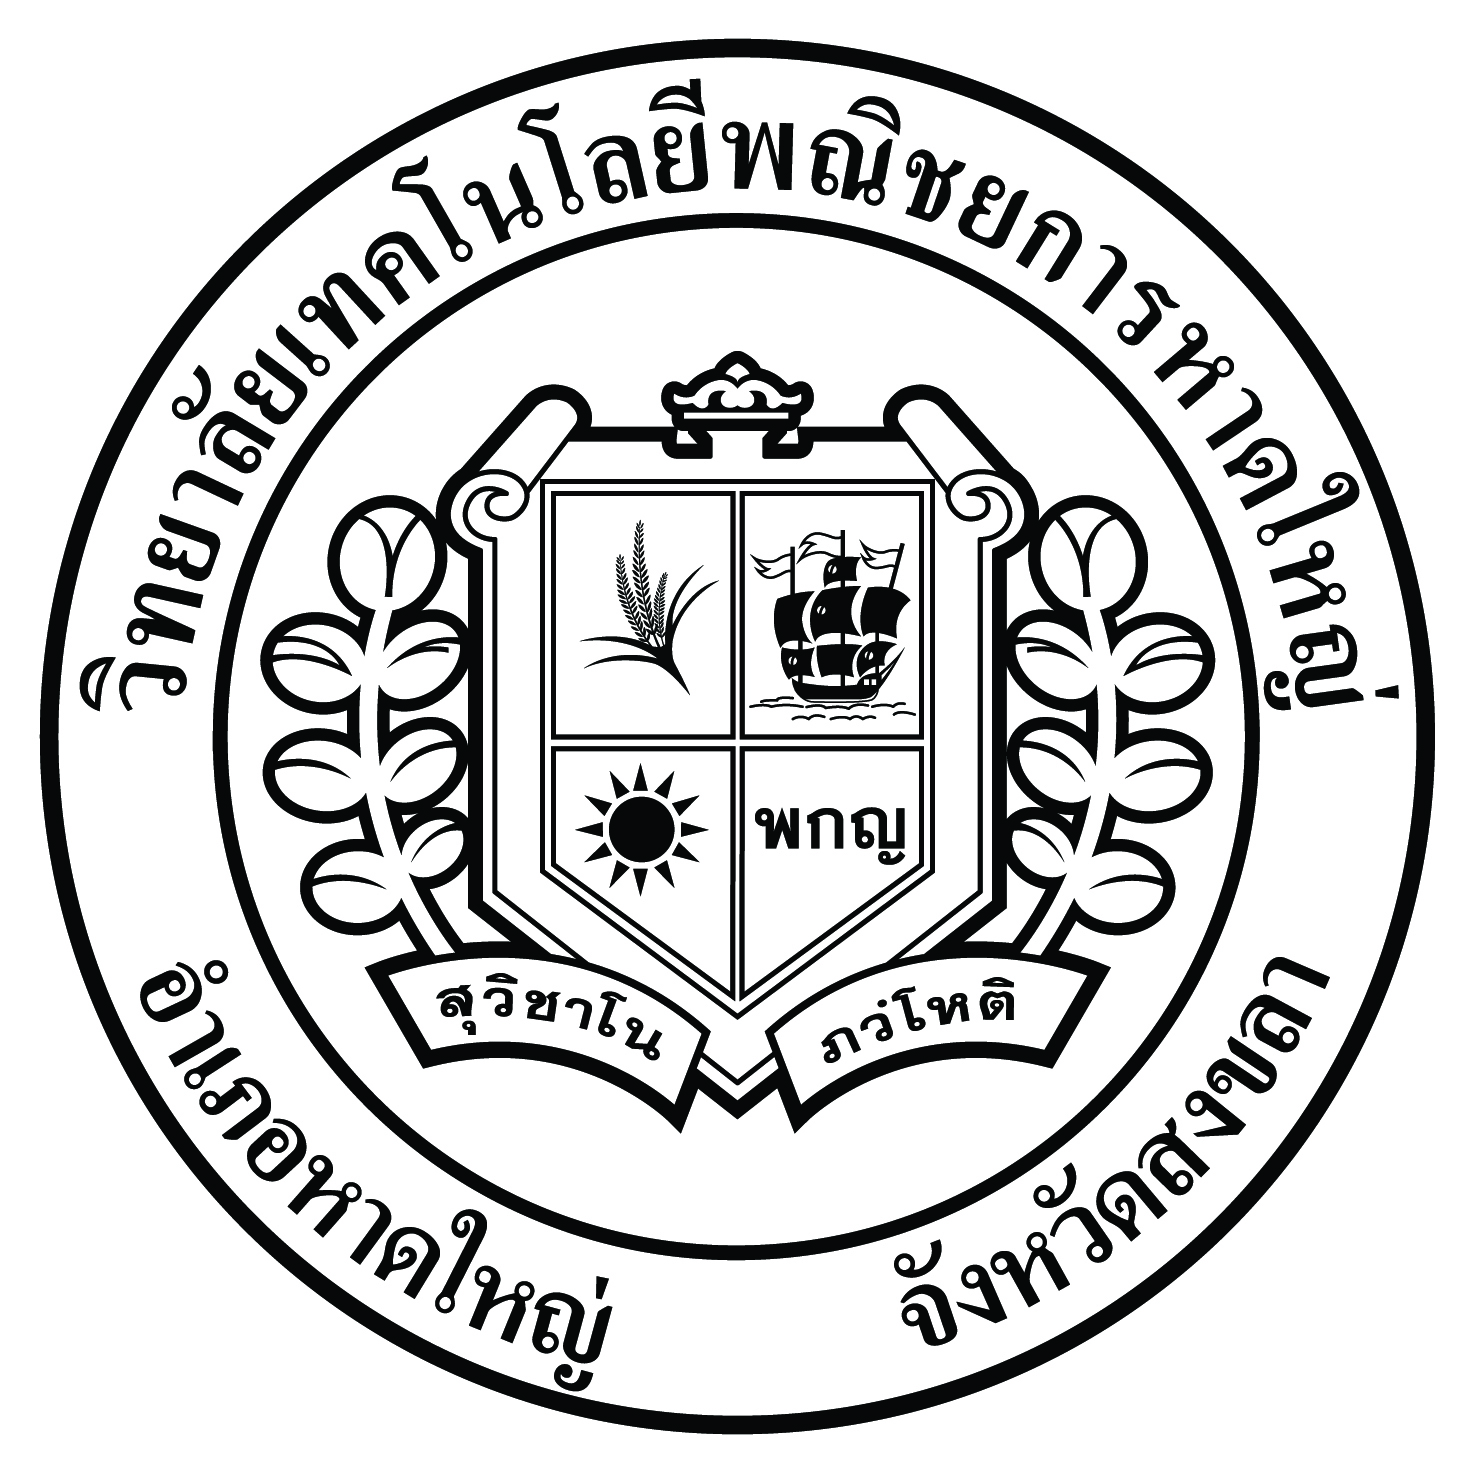 วิทยาลัยเทคโนโลยีพณิชยการหาดใหญ่
พกญ
สุวิชาโน ภวํโหติ
อำเภอหาดใหญ่ จังหวัดสงขลา